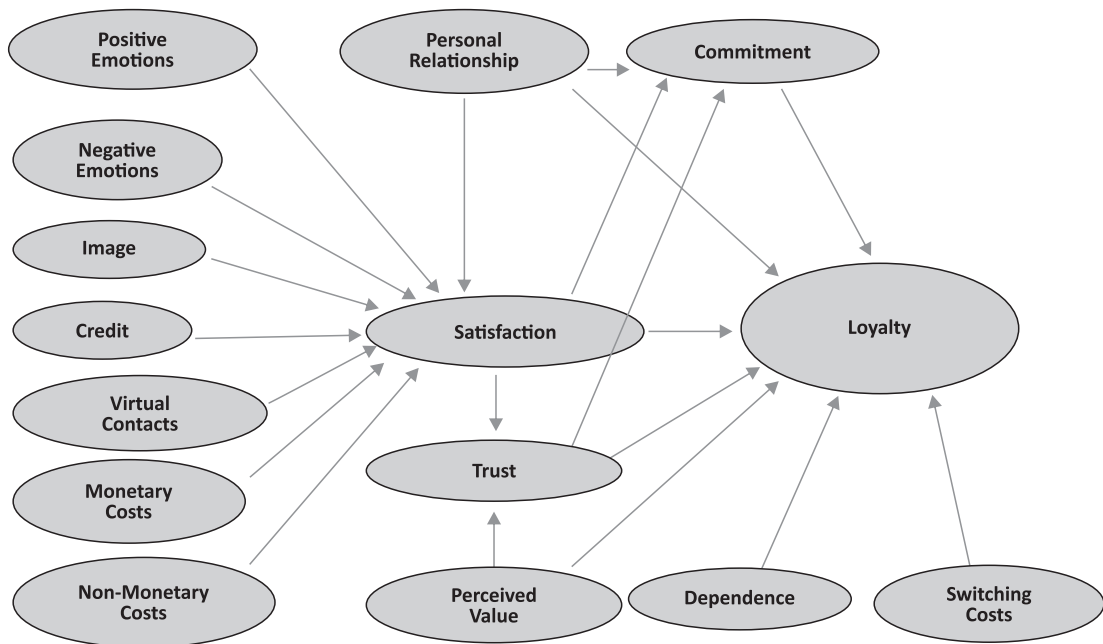 Positive
Emotions
Personal
Relationship
Commitment
Negative
Emotions
Image
Credit
Satisfaction
Loyalty
Virtual
Contacts
Monetary
Costs
Trust
Non-Monetary
Costs
Perceived
Value
Dependence
Switching
Costs